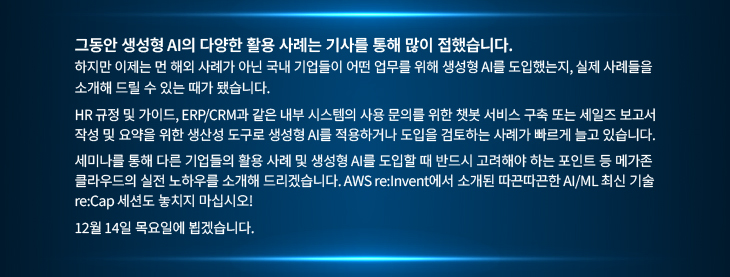 그동안 생성형 AI의 다양한 활용 사례는 기사를 통해 많이 접했습니다.
하지만 이제는 먼 해외 사례가 아닌 국내 기업들이 어떤 업무를 위해 생성형 AI를 도입했는지, 실제 사례들을
소개해 드릴 수 있는 때가 됐습니다.
HR 규정 및 가이드, ERP/CRM과 같은 내부 시스템의 사용 문의를 위한 챗봇 서비스 구축 또는 세일즈 보고서
작성 및 요약을 위한 생산성 도구로 생성형 AI를 적용하거나 도입을 검토하는 사례가 빠르게 늘고 있습니다.
세미나를 통해 다른 기업들의 활용 사례 및 생성형 AI를 도입할 때 반드시 고려해야 하는 포인트 등 메가존
클라우드의 실전 노하우를 소개해 드리겠습니다. AWS re:Invent에서 소개된 따끈따끈한 AI/ML 최신 기술
re:Cap 세션도 놓치지 마십시오!
12월 14일 목요일에 뵙겠습니다.